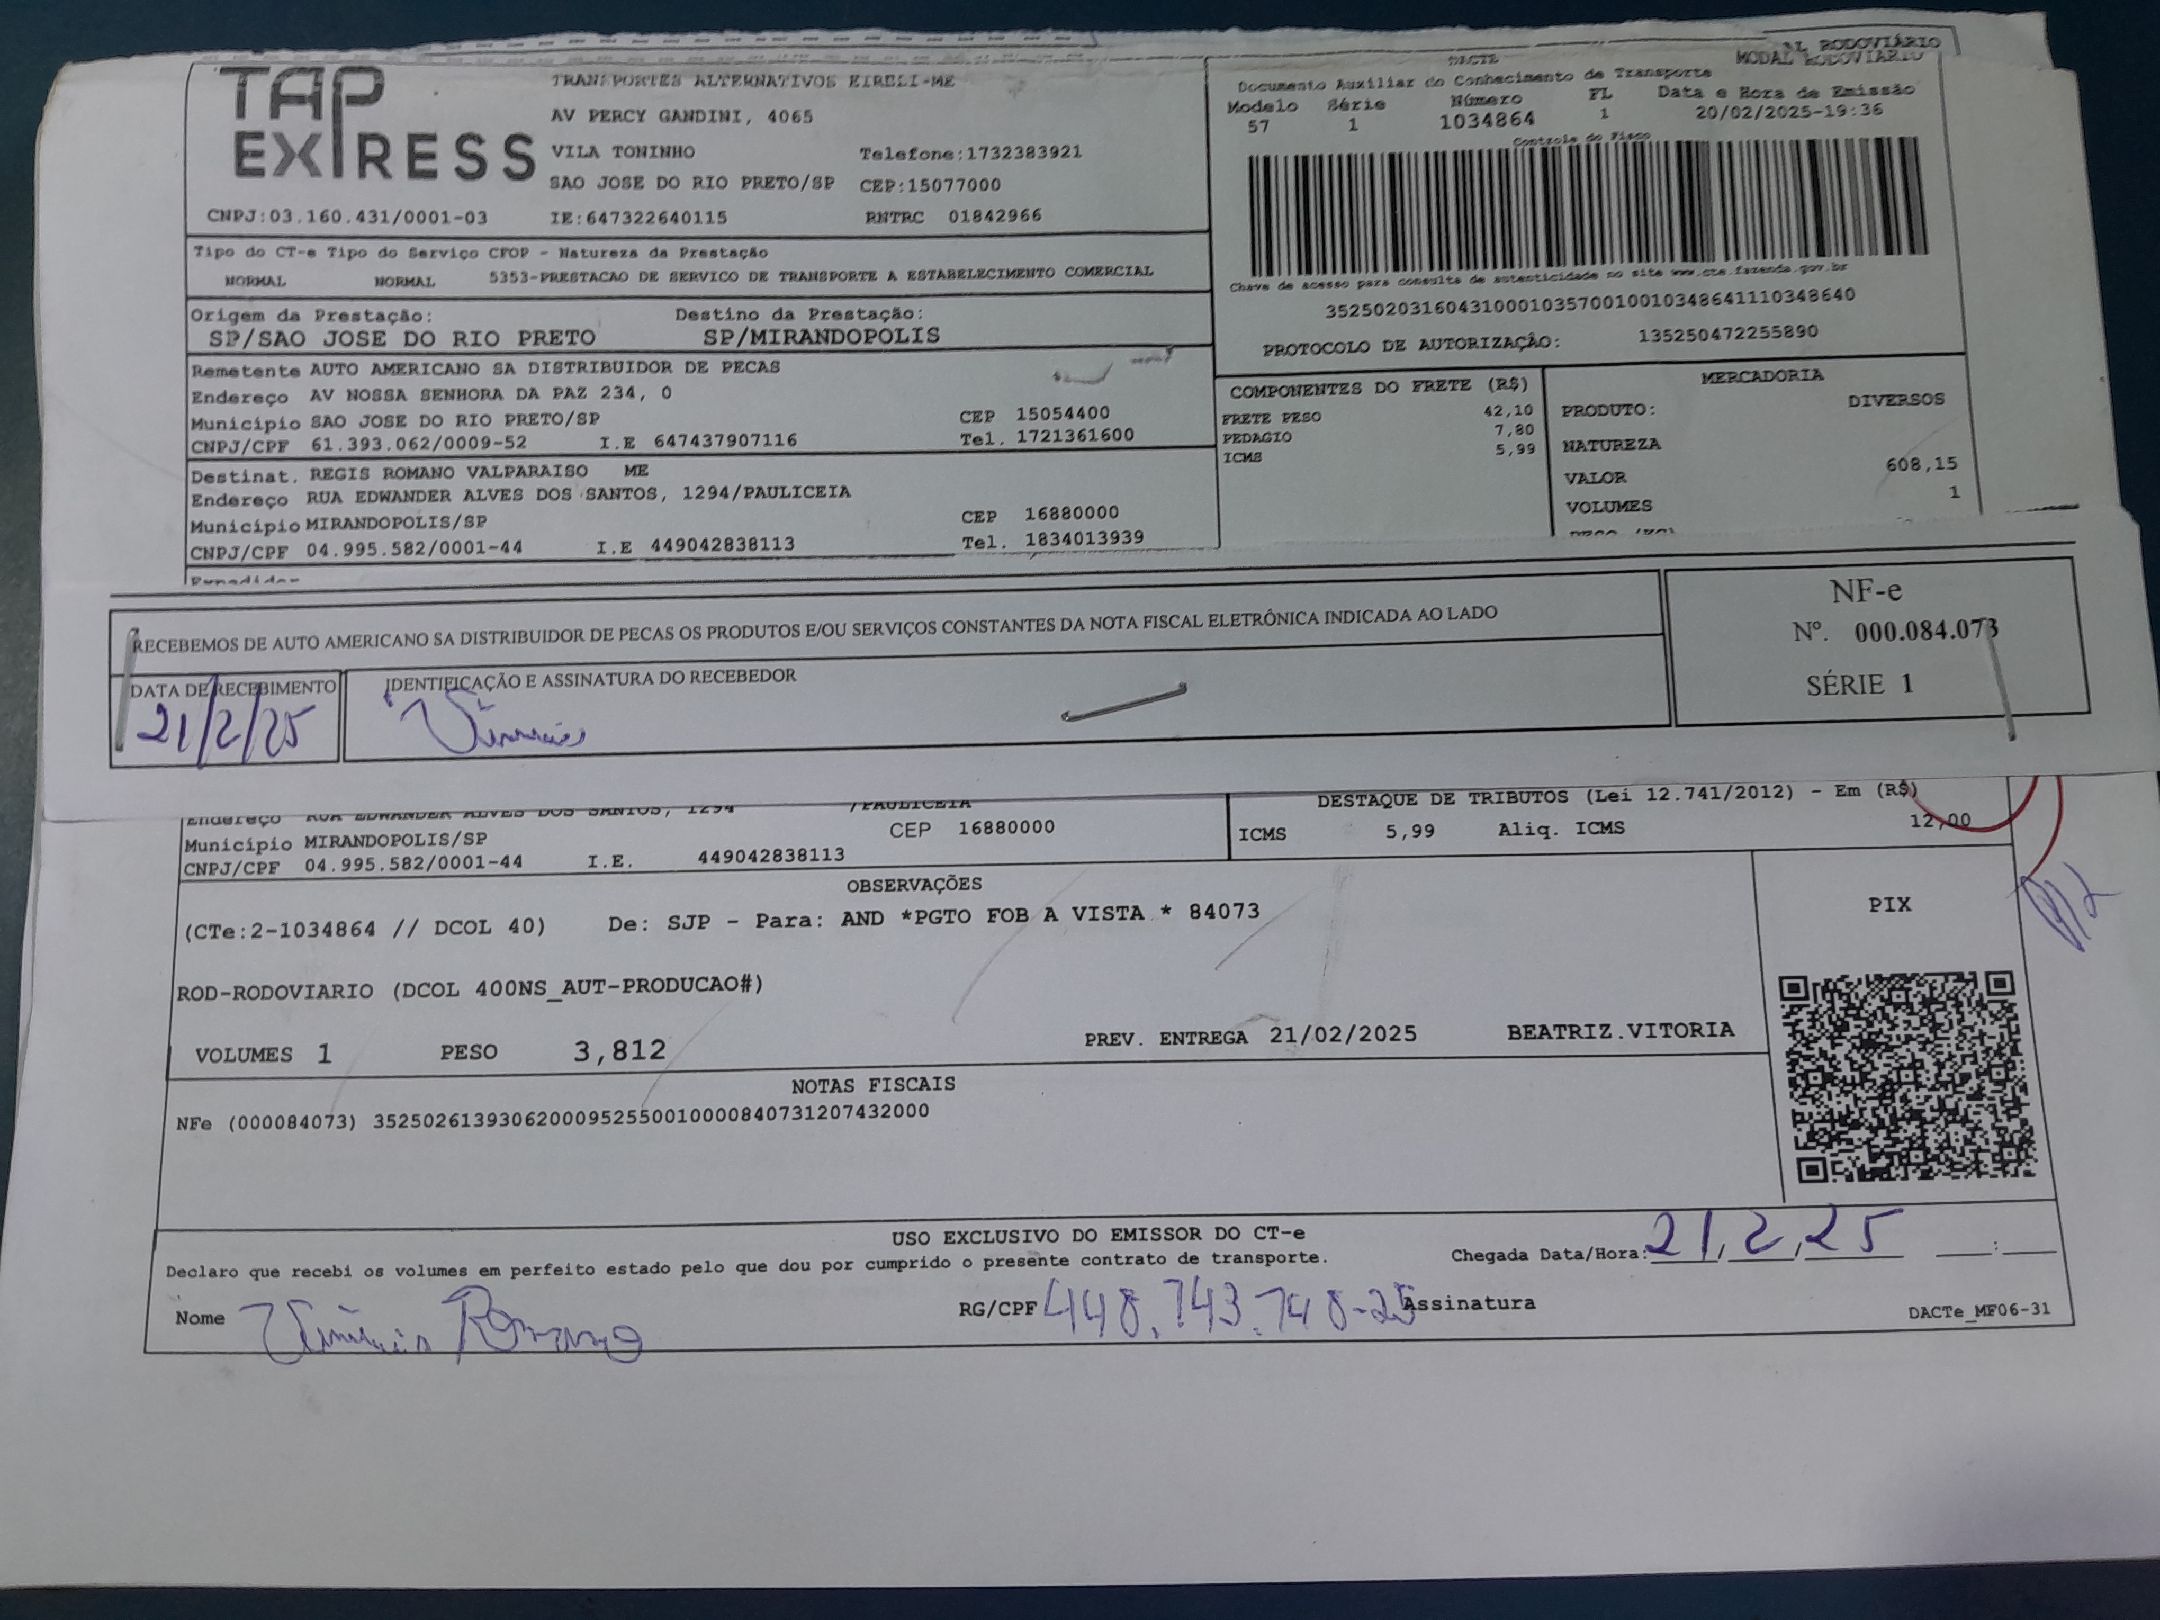 MODAL RODOVIÁRIO
TAP EXPRESS
TRANSPORTES ALTERNATIVOS EIRELI-ME
AV PERCY GANDINI, 4065
VILA TONINHO Telefone:1732383921
SAO JOSE DO RIO PRETO/SP CEP:15077000
CNPJ:03.160.431/0001-03 IE:647322640115 RNTRC 01842966
DACTE
Documento Auxiliar do Conhecimento de Transporte
Modelo Série Número FL Data e Hora de Emissão
57 1 1034864 1 20/02/2025-19:36
Controle do Fisco
Chave de acesso para consulta de autenticidade no site www.cte.fazenda.gov.br
35250203160431000103570010010348641110348640
PROTOCOLO DE AUTORIZAÇÃO: 135250472255890
Tipo do CT-e Tipo do Serviço CFOP - Natureza da Prestação
NORMAL NORMAL 5353-PRESTACAO DE SERVICO DE TRANSPORTE A ESTABELECIMENTO COMERCIAL
Origem da Prestação: Destino da Prestação:
SP/SAO JOSE DO RIO PRETO SP/MIRANDOPOLIS
Remetente AUTO AMERICANO SA DISTRIBUIDOR DE PECAS
Endereço AV NOSSA SENHORA DA PAZ 234, 0
Município SAO JOSE DO RIO PRETO/SP CEP 15054400
CNPJ/CPF 61.393.062/0009-52 I.E 647437907116 Tel. 1721361600
Destinat. REGIS ROMANO VALPARAISO ME
Endereço RUA EDWANDER ALVES DOS SANTOS, 1294/PAULICEIA
Município MIRANDOPOLIS/SP CEP 16880000
CNPJ/CPF 04.995.582/0001-44 I.E 449042838113 Tel. 1834013939
COMPONENTES DO FRETE (R$)
FRETE PESO 42,10
PEDAGIO 7,80
ICMS 5,99
MERCADORIA
PRODUTO: DIVERSOS
NATUREZA
VALOR 608,15
VOLUMES 1
RECEBEMOS DE AUTO AMERICANO SA DISTRIBUIDOR DE PECAS OS PRODUTOS E/OU SERVIÇOS CONSTANTES DA NOTA FISCAL ELETRÔNICA INDICADA AO LADO
DATA DE RECEBIMENTO IDENTIFICAÇÃO E ASSINATURA DO RECEBEDOR
21/2/25 Vinicius
NF-e
Nº. 000.084.073
SÉRIE 1
Endereço RUA EDWANDER ALVES DOS SANTOS, 1294 /PAULICEIA
Município MIRANDOPOLIS/SP CEP 16880000
CNPJ/CPF 04.995.582/0001-44 I.E. 449042838113
DESTAQUE DE TRIBUTOS (Lei 12.741/2012) - Em (R$)
ICMS 5,99 Aliq. ICMS 12,00
OBSERVAÇÕES
(CTe:2-1034864 // DCOL 40) De: SJP - Para: AND *PGTO FOB A VISTA * 84073
ROD-RODOVIARIO (DCOL 400NS_AUT-PRODUCAO#)
VOLUMES 1 PESO 3,812 PREV. ENTREGA 21/02/2025 BEATRIZ.VITORIA
PIX
NOTAS FISCAIS
NFe (000084073) 35250261393062000952550010000840731207432000
USO EXCLUSIVO DO EMISSOR DO CT-e
Declaro que recebi os volumes em perfeito estado pelo que dou por cumprido o presente contrato de transporte. Chegada Data/Hora: 21/2/25 :
Nome Vinicius Romano RG/CPF 448.743.748-25 Assinatura DACTe_MF06-31